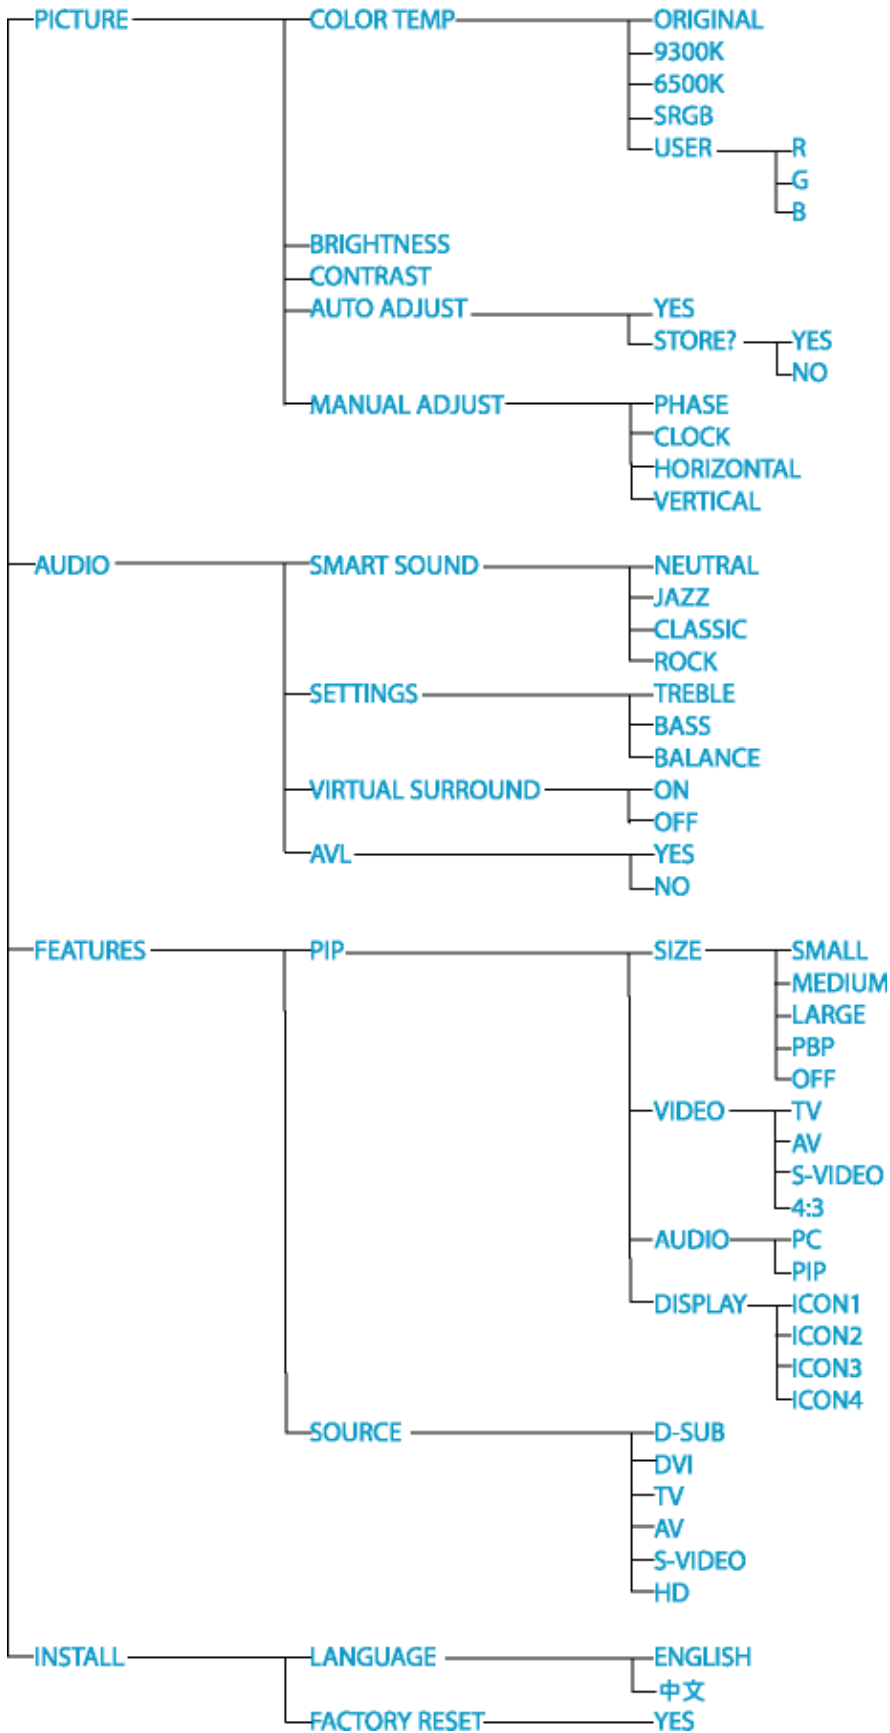 PICTURE COLOR TEMP ORIGINAL
9300K
6500K
SRGB
USER R
G
B
BRIGHTNESS
CONTRAST
AUTO ADJUST YES
STORE? YES
NO
MANUAL ADJUST PHASE
CLOCK
HORIZONTAL
VERTICAL
AUDIO SMART SOUND NEUTRAL
JAZZ
CLASSIC
ROCK
SETTINGS TREBLE
BASS
BALANCE
VIRTUAL SURROUND ON
OFF
AVL YES
NO
FEATURES PIP SIZE SMALL
MEDIUM
LARGE
PBP
OFF
VIDEO TV
AV
S-VIDEO
4:3
AUDIO PC
PIP
DISPLAY ICON1
ICON2
ICON3
ICON4
SOURCE D-SUB
DVI
TV
AV
S-VIDEO
HD
INSTALL LANGUAGE ENGLISH
中文
FACTORY RESET YES